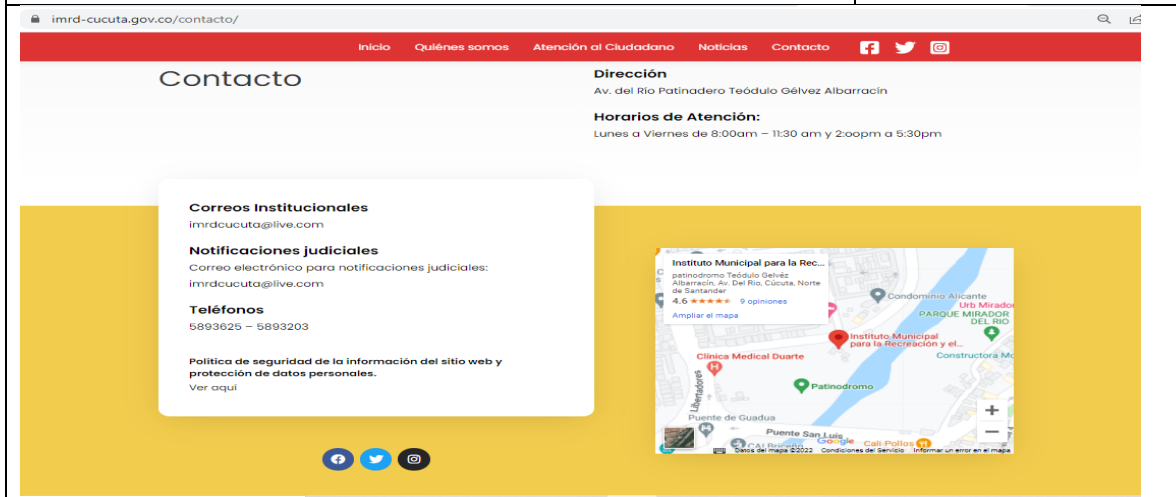 imrd-cucuta.gov.co/contacto/
Inicio Quiénes somos Atención al Ciudadano Noticias Contacto
Contacto
Dirección
Av. del Río Patinadero Teódulo Gélvez Albarracín
Horarios de Atención:
Lunes a Viernes de 8:00am – 11:30 am y 2:oopm a 5:30pm
Correos Institucionales
imrdcucuta@live.com
Notificaciones judiciales
Correo electrónico para notificaciones judiciales:
imrdcucuta@live.com
Teléfonos
5893625 – 5893203
Política de seguridad de la información del sitio web y
protección de datos personales.
Ver aquí
Instituto Municipal para la Rec...
patinodromo Teódulo Gelvéz
Albarracín, Av. Del Rio, Cúcuta, Norte
de Santander
4.6 9 opiniones
Ampliar el mapa
Condominio Alicante
Urb Mirador
PARQUE MIRADOR
DEL RIO
Instituto Municipal
para la Recreación y el...
Clínica Medical Duarte
Constructora
Patinodromo
Libertadores
Puente de Guadua
Puente San Luis
CAI Briceño
Google
Cali Pollos
+
−
Datos del mapa ©2022 Condiciones del Servicio Informar un error en el mapa